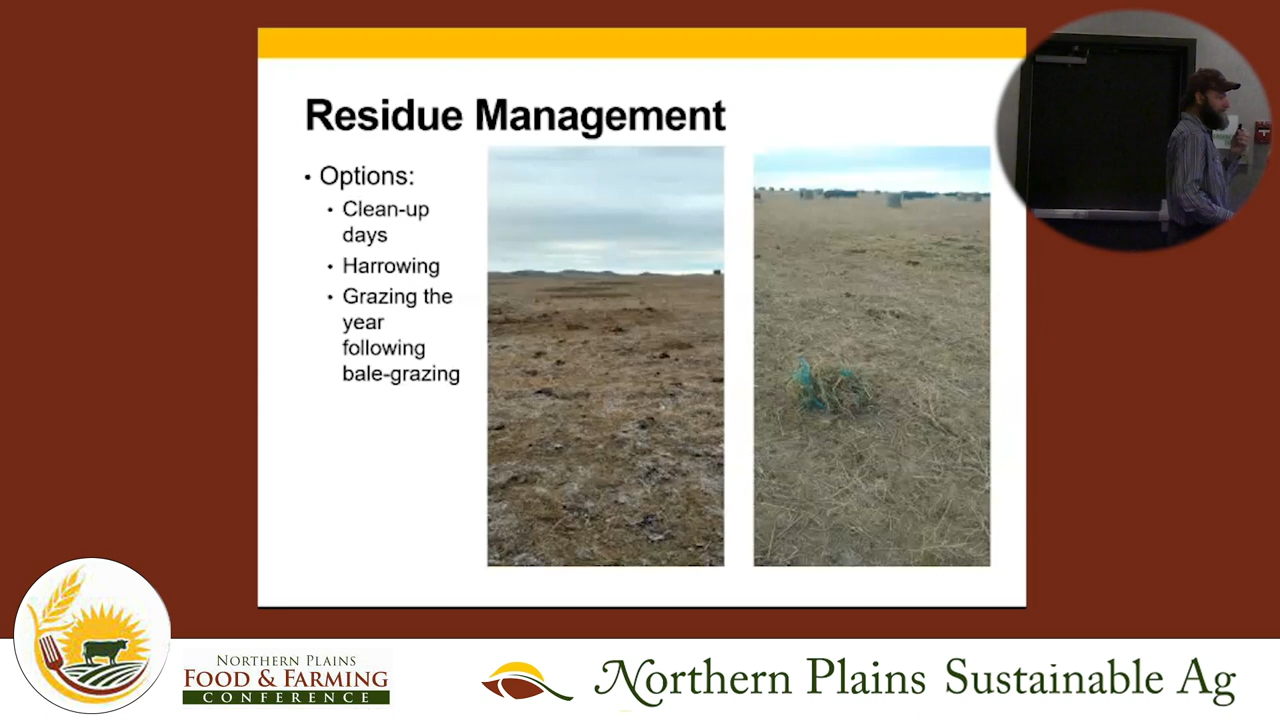 Residue Management
• Options:
• Clean-up
days
• Harrowing
• Grazing the
year
following
bale-grazing
NORTHERN PLAINS
FOOD & FARMING
CONFERENCE
Northern Plains Sustainable Ag